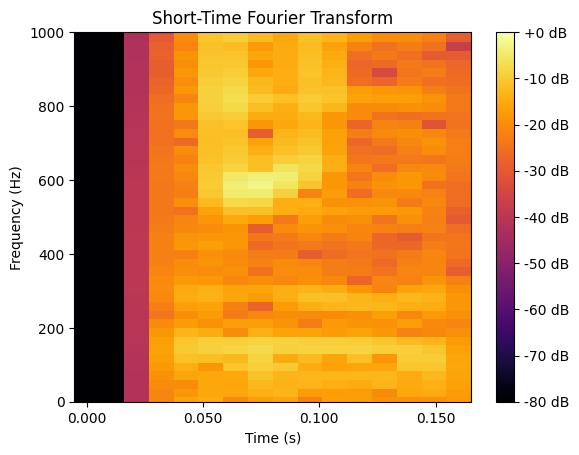 Short-Time Fourier Transform
1000
800
600
400
200
0
Frequency (Hz)
0.000
0.050
0.100
0.150
Time (s)
+0 dB
-10 dB
-20 dB
-30 dB
-40 dB
-50 dB
-60 dB
-70 dB
-80 dB